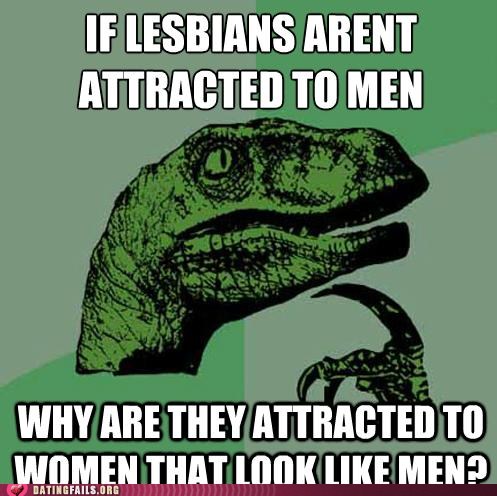 IF LESBIANS ARENT
ATTRACTED TO MEN
WHY ARE THEY ATTRACTED TO
WOMEN THAT LOOK LIKE MEN?
DATINGFAILS.ORG